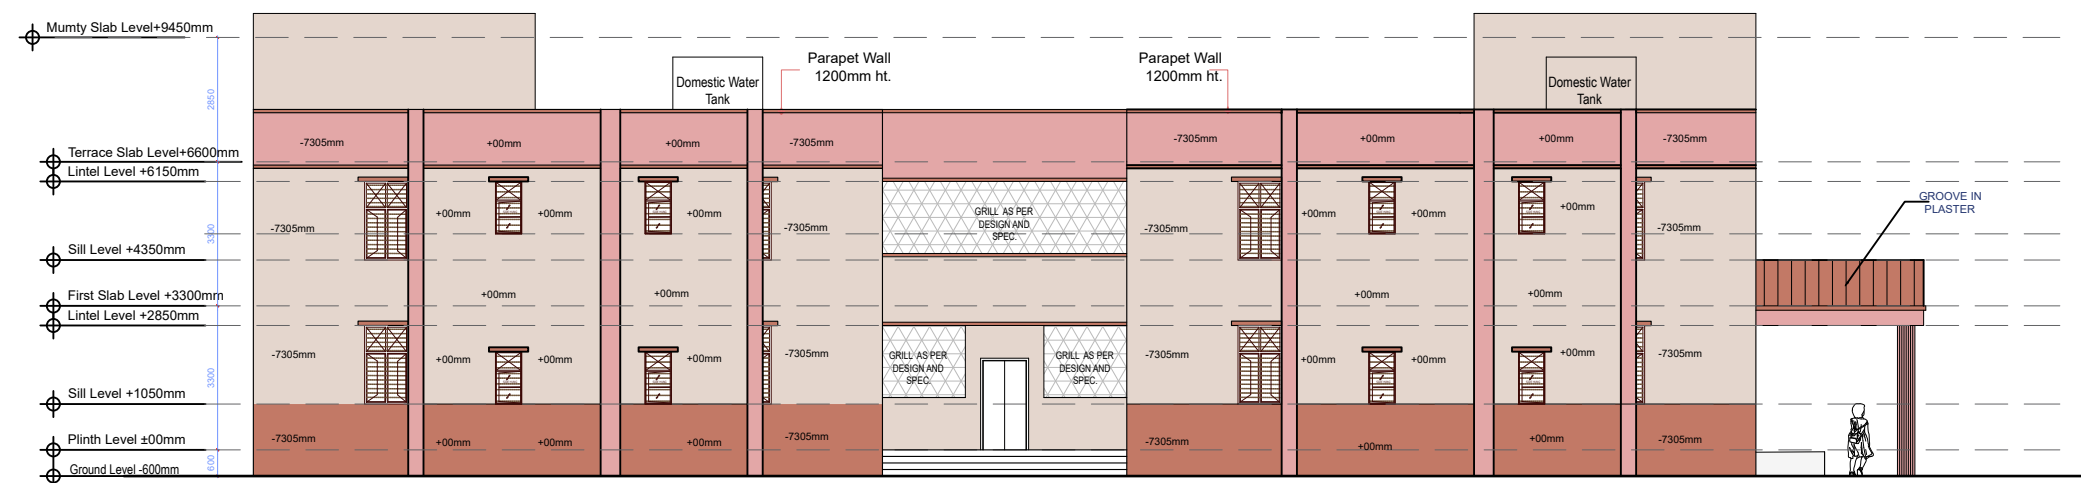 Mumty Slab Level+9450mm
Parapet Wall
1200mm ht.
Parapet Wall
1200mm ht.
Domestic Water
Tank
Domestic Water
Tank
2850
-7305mm
+00mm
+00mm
-7305mm
-7305mm
+00mm
+00mm
-7305mm
Terrace Slab Level+6600mm
Lintel Level +6150mm
GROOVE IN
PLASTER
GRILL AS PER
DESIGN AND
SPEC.
+00mm
+00mm
+00mm
+00mm
+00mm
+00mm
-7305mm
-7305mm
-7305mm
-7305mm
3300
Sill Level +4350mm
First Slab Level +3300mm
+00mm
+00mm
+00mm
+00mm
Lintel Level +2850mm
-7305mm
+00mm
+00mm
+00mm
-7305mm
GRILL AS PER
DESIGN AND
SPEC.
GRILL AS PER
DESIGN AND
SPEC.
-7305mm
+00mm
+00mm
+00mm
-7305mm
3300
Sill Level +1050mm
Plinth Level ±00mm
-7305mm
+00mm
+00mm
+00mm
-7305mm
-7305mm
+00mm
+00mm
-7305mm
Ground Level -600mm
600